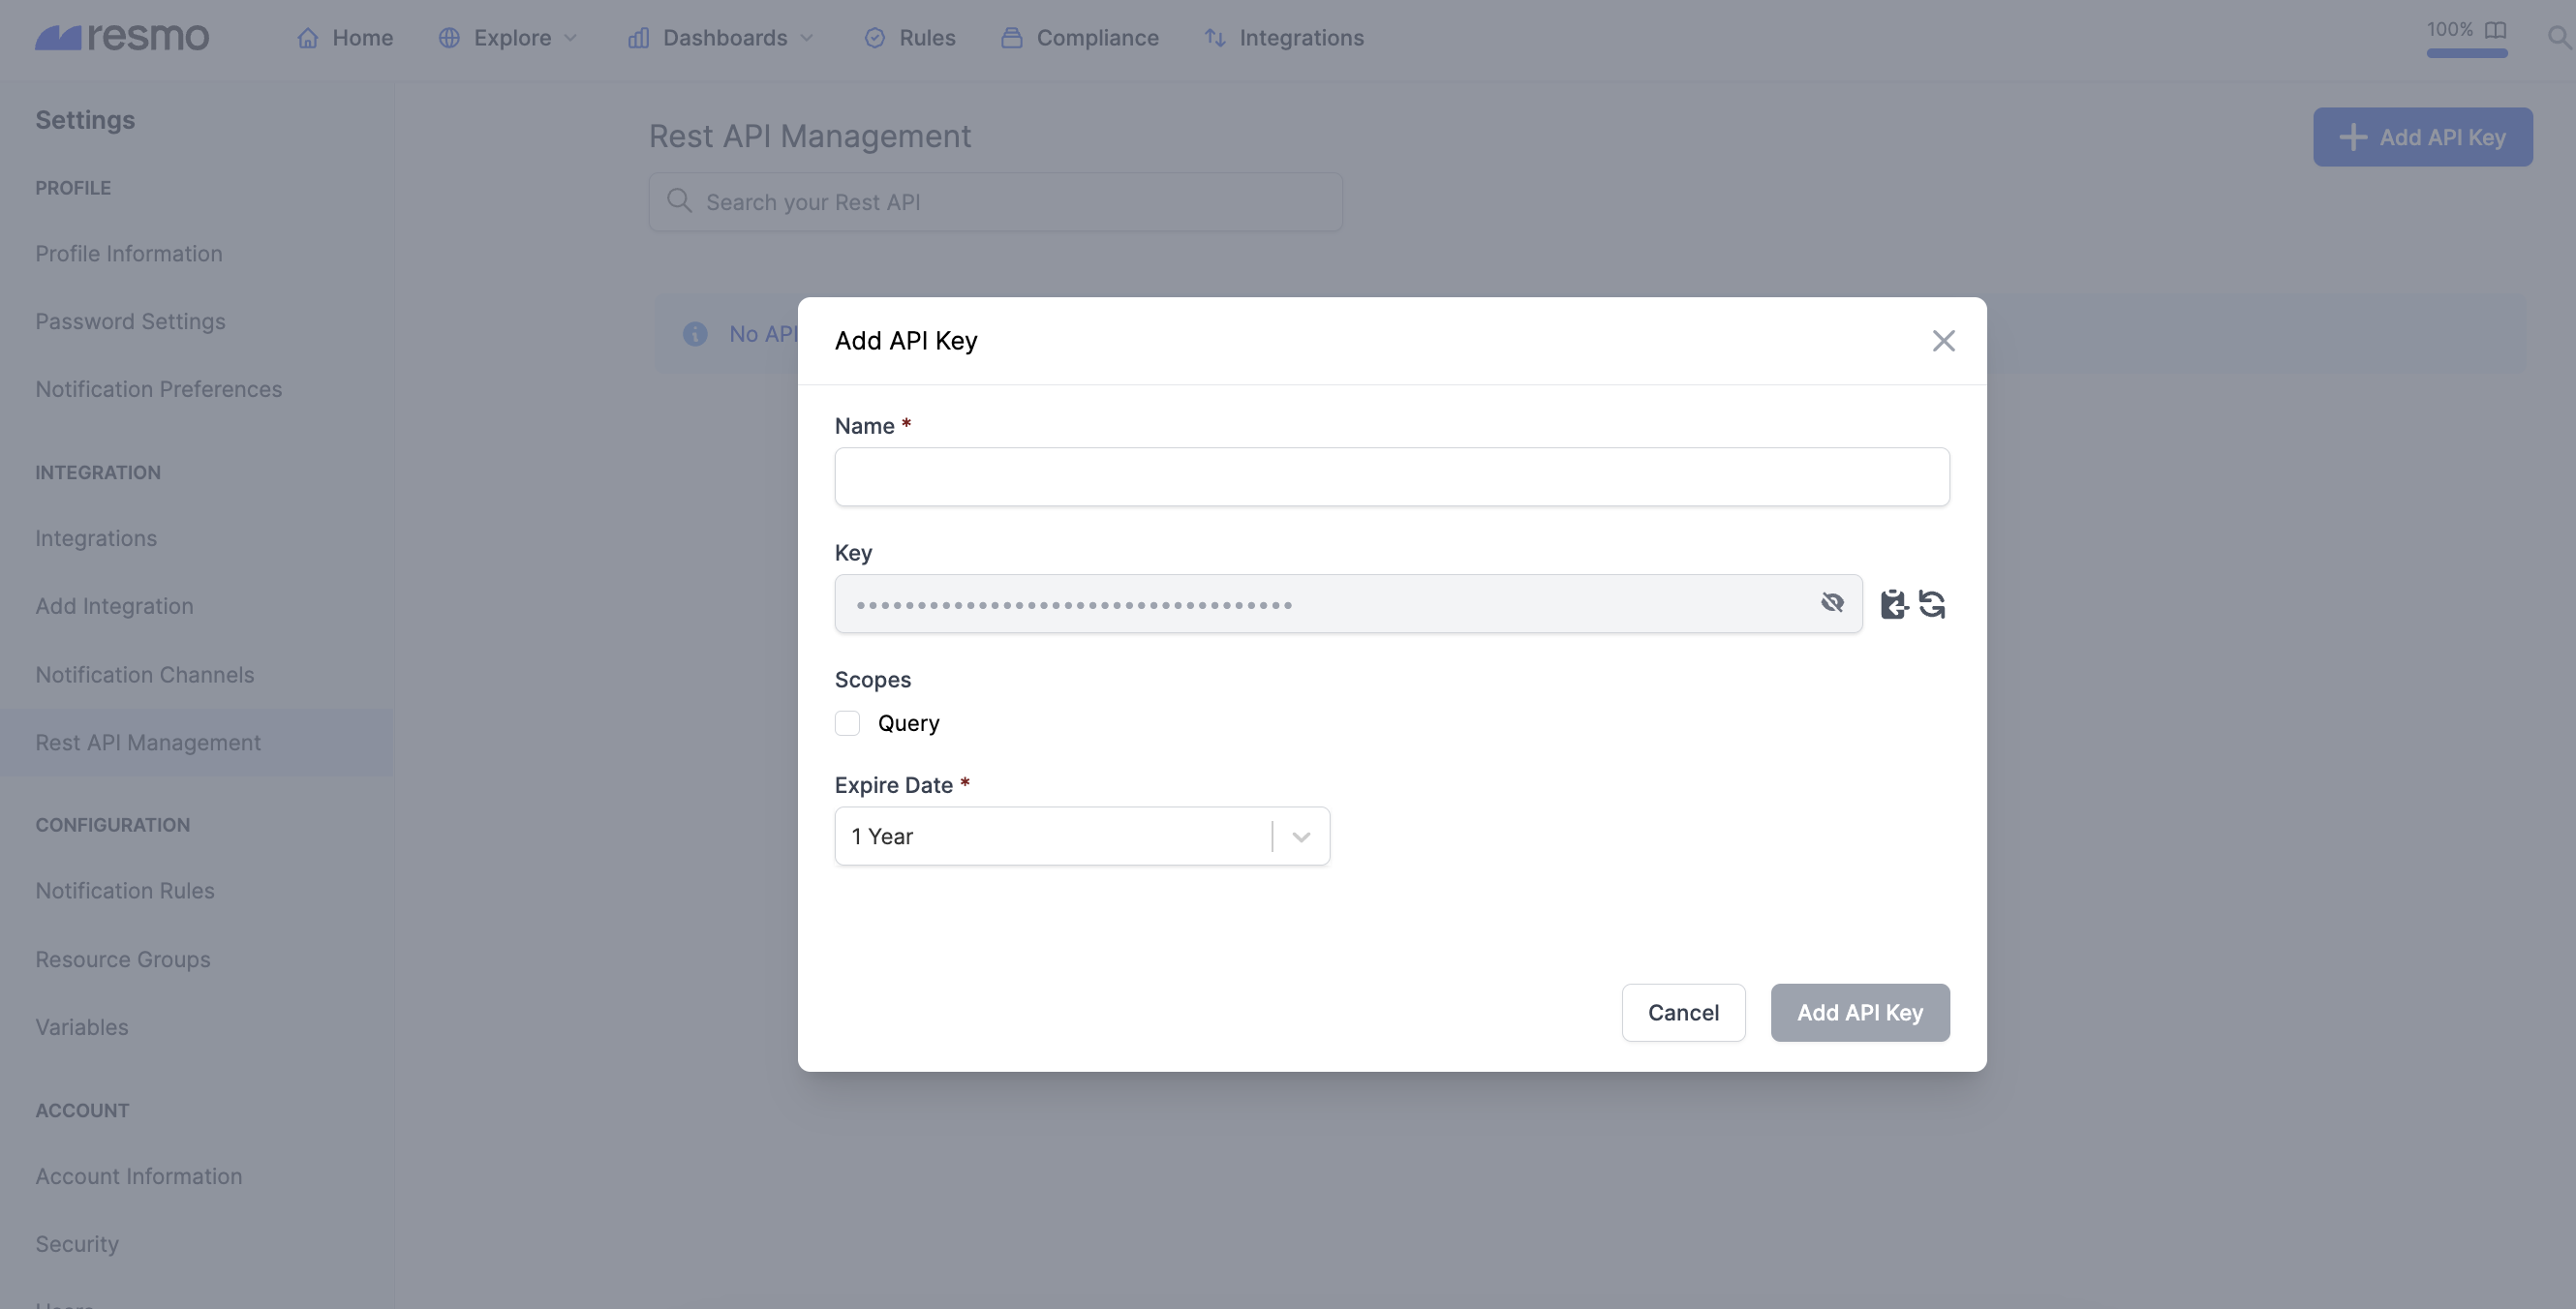 resmo
Home
Explore
Dashboards
Rules
Compliance
Integrations
100%
Settings
PROFILE
Profile Information
Password Settings
Notification Preferences
INTEGRATION
Integrations
Add Integration
Notification Channels
Rest API Management
CONFIGURATION
Notification Rules
Resource Groups
Variables
ACCOUNT
Account Information
Security
Rest API Management
Add API Key
Search your Rest API
No API
Add API Key
Name *
Key
••••••••••••••••••••••••••••••••••••
Scopes
Query
Expire Date *
1 Year
Cancel
Add API Key